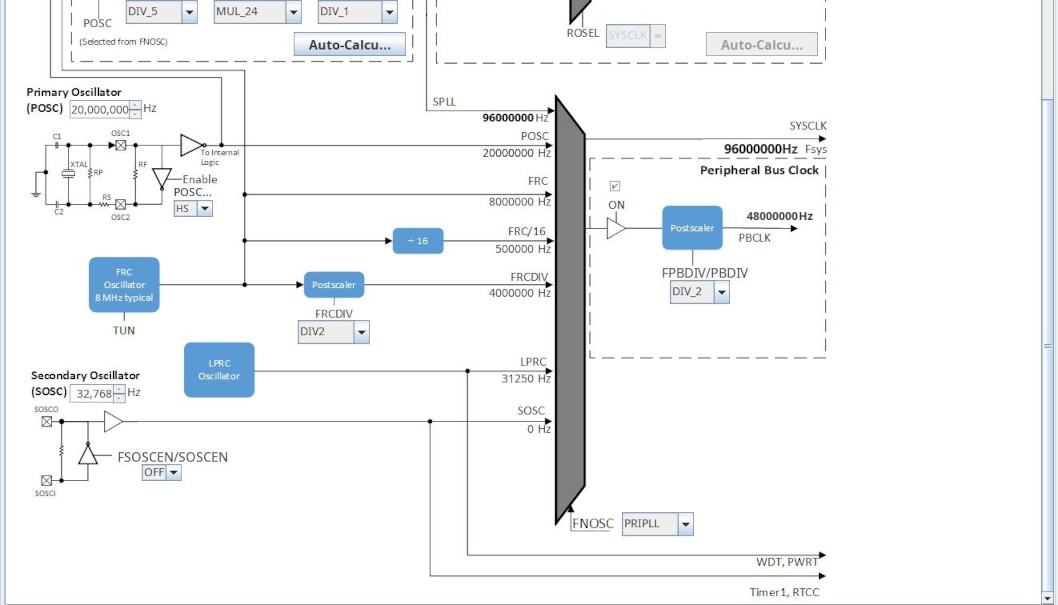 DIV_5
MUL_24
DIV_1
POSC
(Selected from FNOSC)
Auto-Calcu...
ROSEL
SYSCLK
Auto-Calcu...
Primary Oscillator
(POSC) 20,000,000 Hz
C1
OSC1
XTAL
RP
RF
To Internal
Logic
Enable
POSC...
HS
RS
C2
OSC2
SPLL
96000000 Hz
POSC
20000000 Hz
FRC
8000000 Hz
÷ 16
FRC/16
500000 Hz
FRC
Oscillator
8 MHz typical
TUN
Postscaler
FRCDIV
DIV2
FRCDIV
4000000 Hz
SYSCLK
96000000Hz Fsys
Peripheral Bus Clock
ON
Postscaler
48000000Hz
PBCLK
FPBDIV/PBDIV
DIV_2
LPRC
Oscillator
LPRC
31250 Hz
Secondary Oscillator
(SOSC) 32,768 Hz
SOSCO
SOSC
0 Hz
FSOSCEN/SOSCEN
OFF
SOSCI
FNOSC PRIPLL
WDT, PWRT
Timer1, RTCC